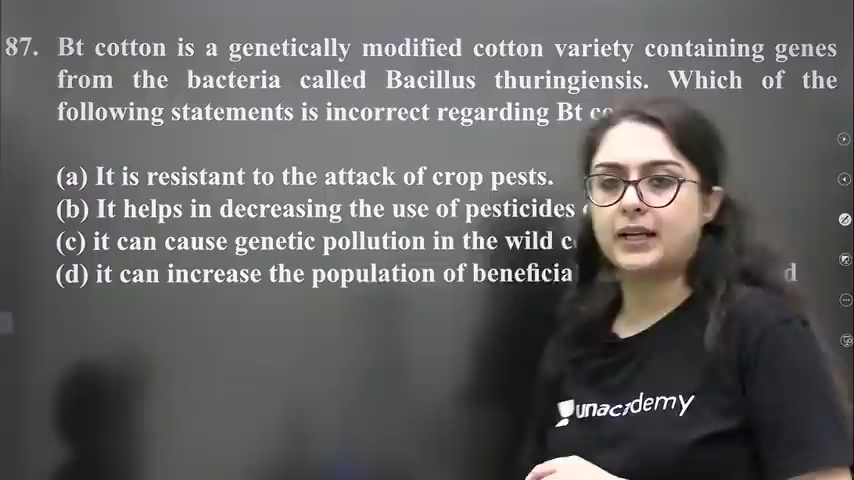 87. Bt cotton is a genetically modified cotton variety containing genes
from the bacteria called Bacillus thuringiensis. Which of the
following statements is incorrect regarding Bt
(a) It is resistant to the attack of crop pests.
(b) It helps in decreasing the use of pesticides
(c) it can cause genetic pollution in the wild
(d) it can increase the population of
unacademy